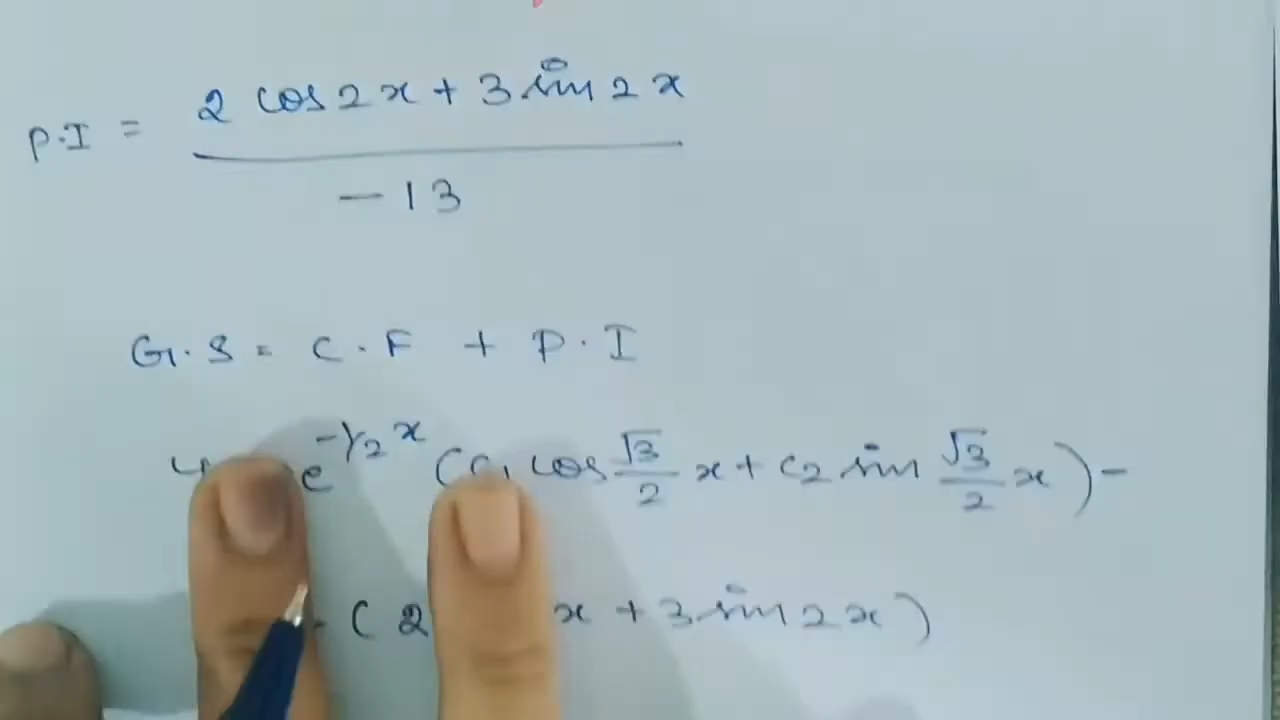 P.I = 2 cos 2x + 3 sin 2x
- 13
G.S = C.F + P.I
y e^{-1/2 x} (C1 cos √3/2 x + C2 sin √3/2 x) -
(2 x + 3 sin 2x)